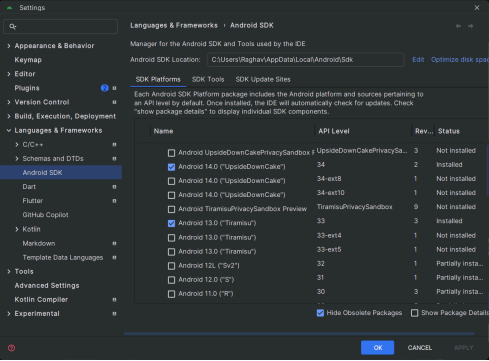 Settings
Languages & Frameworks › Android SDK
Manager for the Android SDK and Tools used by the IDE
Android SDK Location: C:\Users\Raghav\AppData\Local\Android\Sdk Edit Optimize disk spac
SDK Platforms SDK Tools SDK Update Sites
Each Android SDK Platform package includes the Android platform and sources pertaining to
an API level by default. Once installed, the IDE will automatically check for updates. Check
"show package details" to display individual SDK components.
Name API Level Rev... Status
Android UpsideDownCakePrivacySandbox F UpsideDownCakePrivacySa... 3 Not installed
Android 14.0 ("UpsideDownCake") 34 2 Installed
Android 14.0 ("UpsideDownCake") 34-ext8 1 Not installed
Android 14.0 ("UpsideDownCake") 34-ext10 1 Not installed
Android TiramisuPrivacySandbox Preview TiramisuPrivacySandbox 9 Not installed
Android 13.0 ("Tiramisu") 33 3 Installed
Android 13.0 ("Tiramisu") 33-ext4 1 Not installed
Android 13.0 ("Tiramisu") 33-ext5 1 Not installed
Android 12L ("Sv2") 32 1 Partially insta...
Android 12.0 ("S") 31 1 Partially insta...
Android 11.0 ("R") 30 3 Partially insta...
Hide Obsolete Packages Show Package Details
Appearance & Behavior
Keymap
Editor
Plugins 2
Version Control
Build, Execution, Deployment
Languages & Frameworks
C/C++
Schemas and DTDs
Android SDK
Dart
Flutter
GitHub Copilot
Kotlin
Markdown
Template Data Languages
Tools
Advanced Settings
Kotlin Compiler
Experimental
? OK CANCEL APPLY